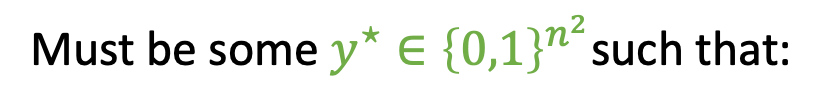 Must be some y⋆ ∈ {0,1}ⁿ² such that: